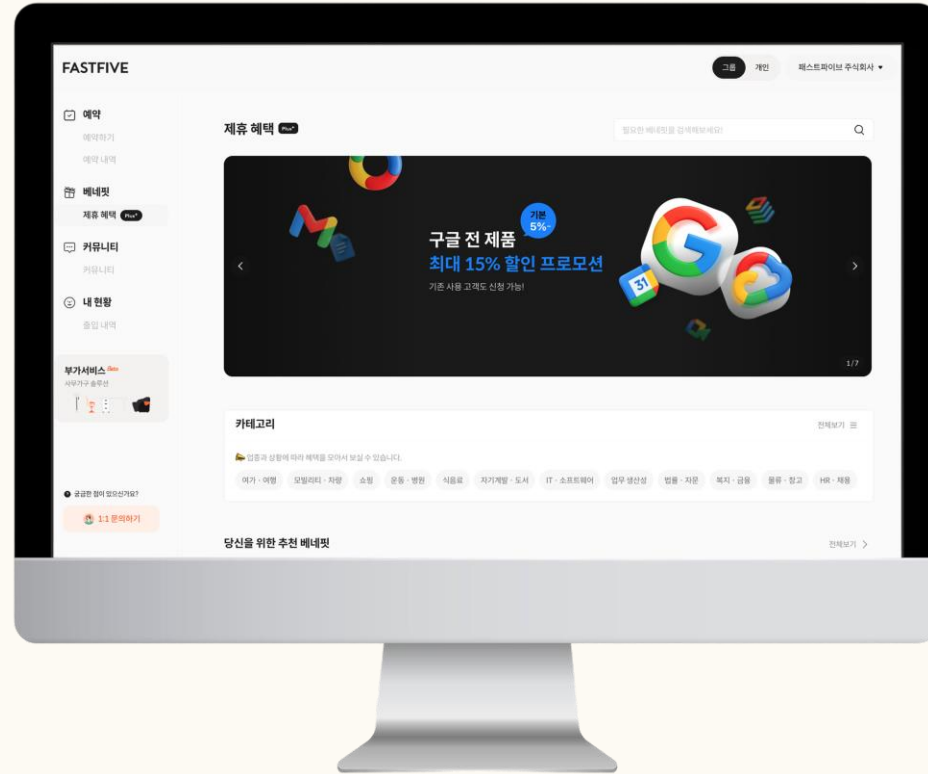 FASTFIVE
그룹
개인
패스트파이브 주식회사
예약
예약하기
예약 내역
베네핏
제휴 혜택 Plus+
커뮤니티
커뮤니티
내 현황
출입 내역
부가서비스 Beta
사무가구 솔루션
궁금한 점이 있으신가요?
1:1 문의하기
제휴 혜택 Plus+
필요한 베네핏을 검색해보세요!
기본
5%~
구글 전 제품
최대 15% 할인 프로모션
기존 사용 고객도 신청 가능!
31
1/7
카테고리
전체보기
업종과 상황에 따라 혜택을 모아서 보실 수 있습니다.
여가 · 여행
모빌리티 · 차량
쇼핑
운동 · 병원
식음료
자기계발 · 도서
IT · 소프트웨어
업무 생산성
법률 · 자문
복지 · 금융
물류 · 창고
HR · 채용
당신을 위한 추천 베네핏
전체보기